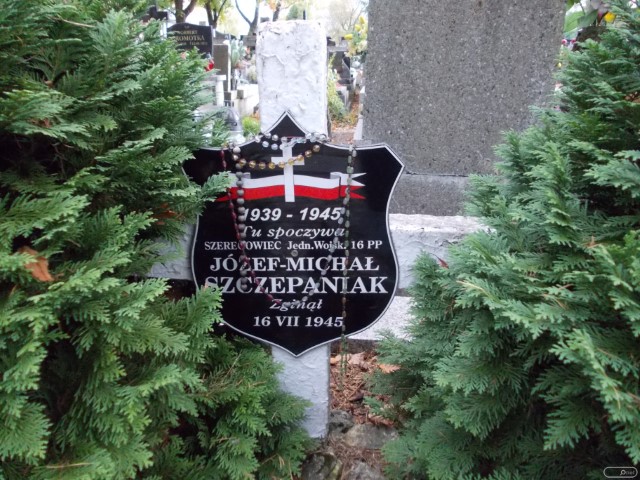 1939 - 1945
Tu spoczywa
SZEREGOWIEC Jedn.Wojsk. 16 PP
JÓZEF-MICHAŁ
SZCZEPANIAK
Zginął
16 VII 1945